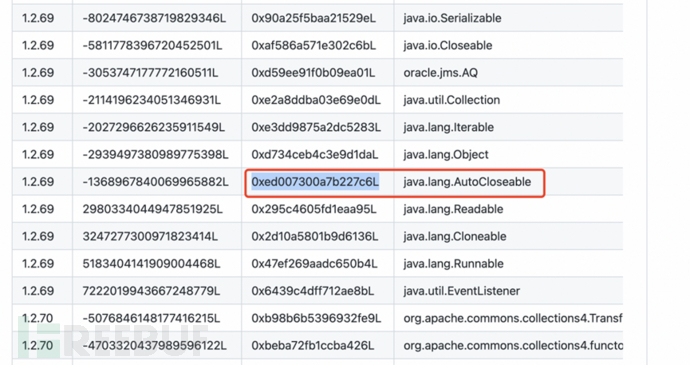 1.2.69 -8024746738719829346L 0x90a25f5baa21529eL java.io.Serializable
1.2.69 -5811778396720452501L 0xaf586a571e302c6bL java.io.Closeable
1.2.69 -3053747177772160511L 0xd59ee91f0b09ea01L oracle.jms.AQ
1.2.69 -2114196234051346931L 0xe2a8ddba03e69e0dL java.util.Collection
1.2.69 -2027296626235911549L 0xe3dd9875a2dc5283L java.lang.Iterable
1.2.69 -2939497380989775398L 0xd734ceb4c3e9d1daL java.lang.Object
1.2.69 -1368967840069965882L 0xed007300a7b227c6L java.lang.AutoCloseable
1.2.69 2980334044947851925L 0x295c4605fd1eaa95L java.lang.Readable
1.2.69 3247277300971823414L 0x2d10a5801b9d6136L java.lang.Cloneable
1.2.69 5183404141909004468L 0x47ef269aadc650b4L java.lang.Runnable
1.2.69 7222019943667248779L 0x6439c4dff712ae8bL java.util.EventListener
1.2.70 -5076846148177416215L 0xb98b6b5396932fe9L org.apache.commons.collections4.Transf
1.2.70 -4703320437989596122L 0xbeba72fb1ccba426L org.apache.commons.collections4.functo
FREEBUF